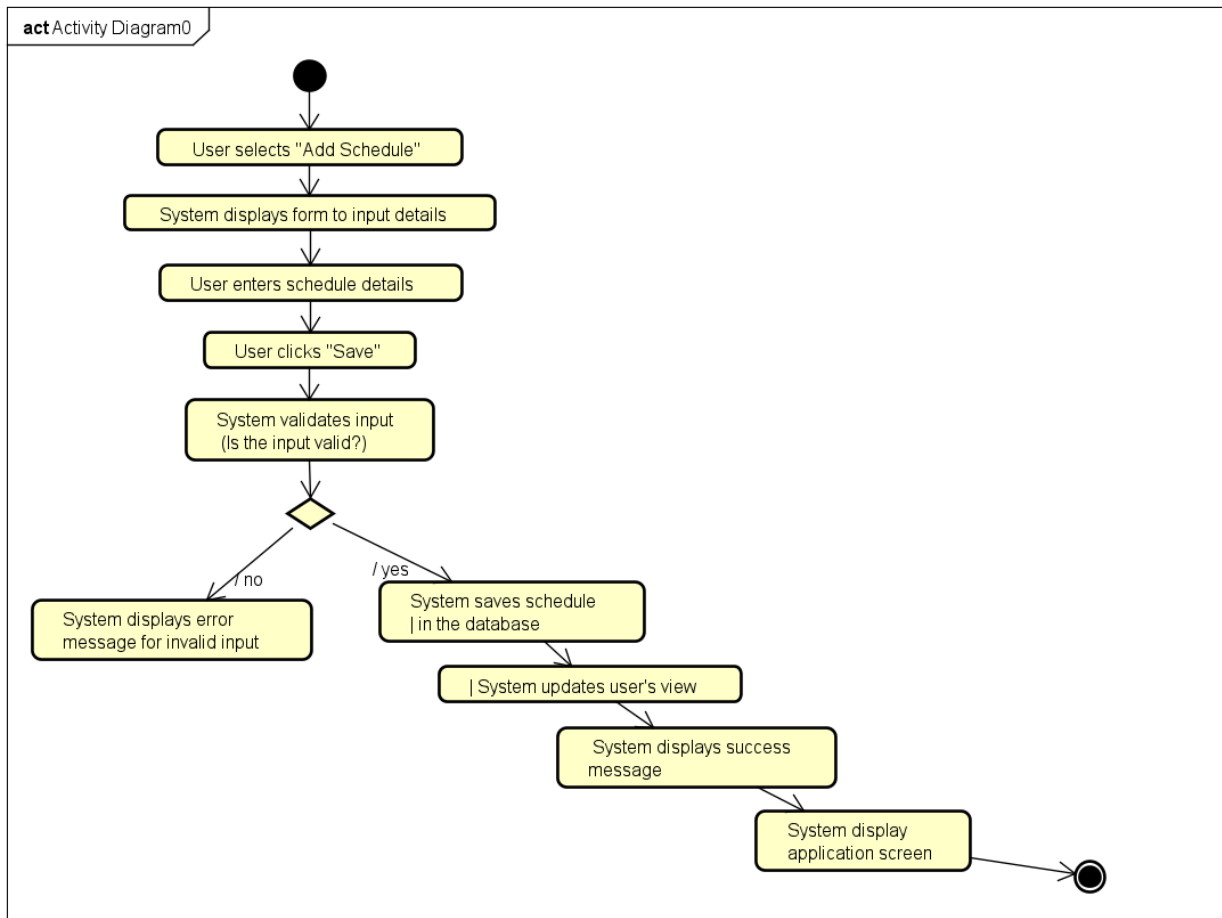 act Activity Diagram0
User selects "Add Schedule"
System displays form to input details
User enters schedule details
User clicks "Save"
System validates input
(Is the input valid?)
/ no
/ yes
System displays error
message for invalid input
System saves schedule
| in the database
| System updates user's view
System displays success
message
System display
application screen